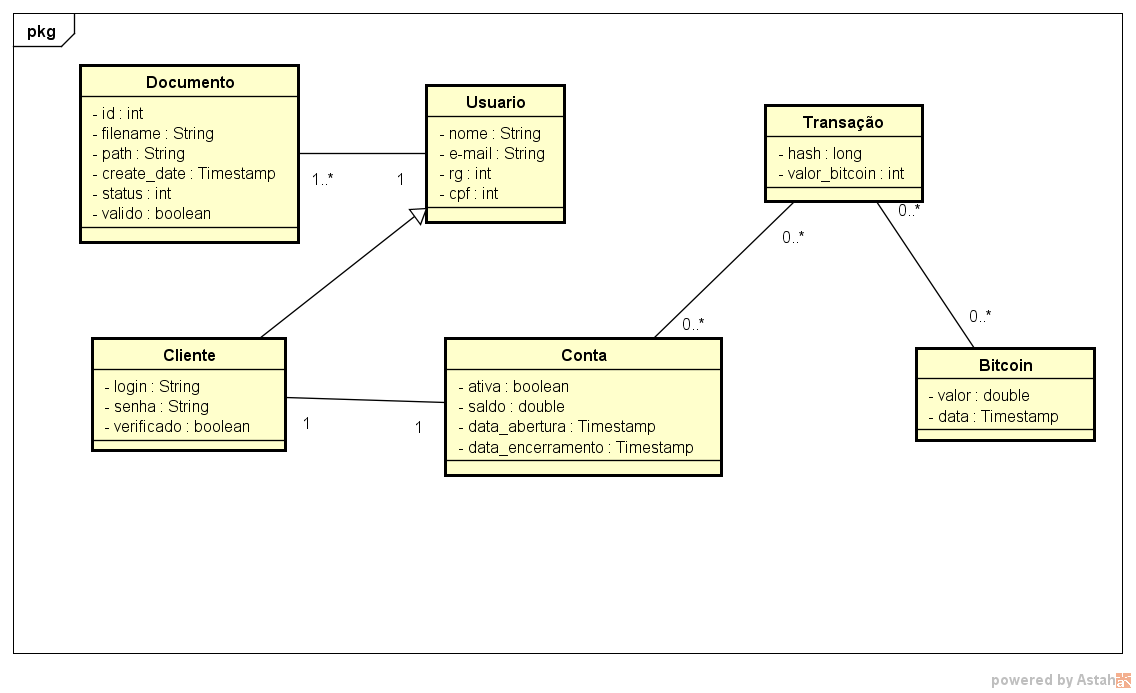 pkg
Documento
- id : int
- filename : String
- path : String
- create_date : Timestamp
- status : int
- valido : boolean
1..*
1
Usuario
- nome : String
- e-mail : String
- rg : int
- cpf : int
Transação
- hash : long
- valor_bitcoin : int
0..*
0..*
0..*
0..*
Cliente
- login : String
- senha : String
- verificado : boolean
1
1
Conta
- ativa : boolean
- saldo : double
- data_abertura : Timestamp
- data_encerramento : Timestamp
Bitcoin
- valor : double
- data : Timestamp
powered by Astah